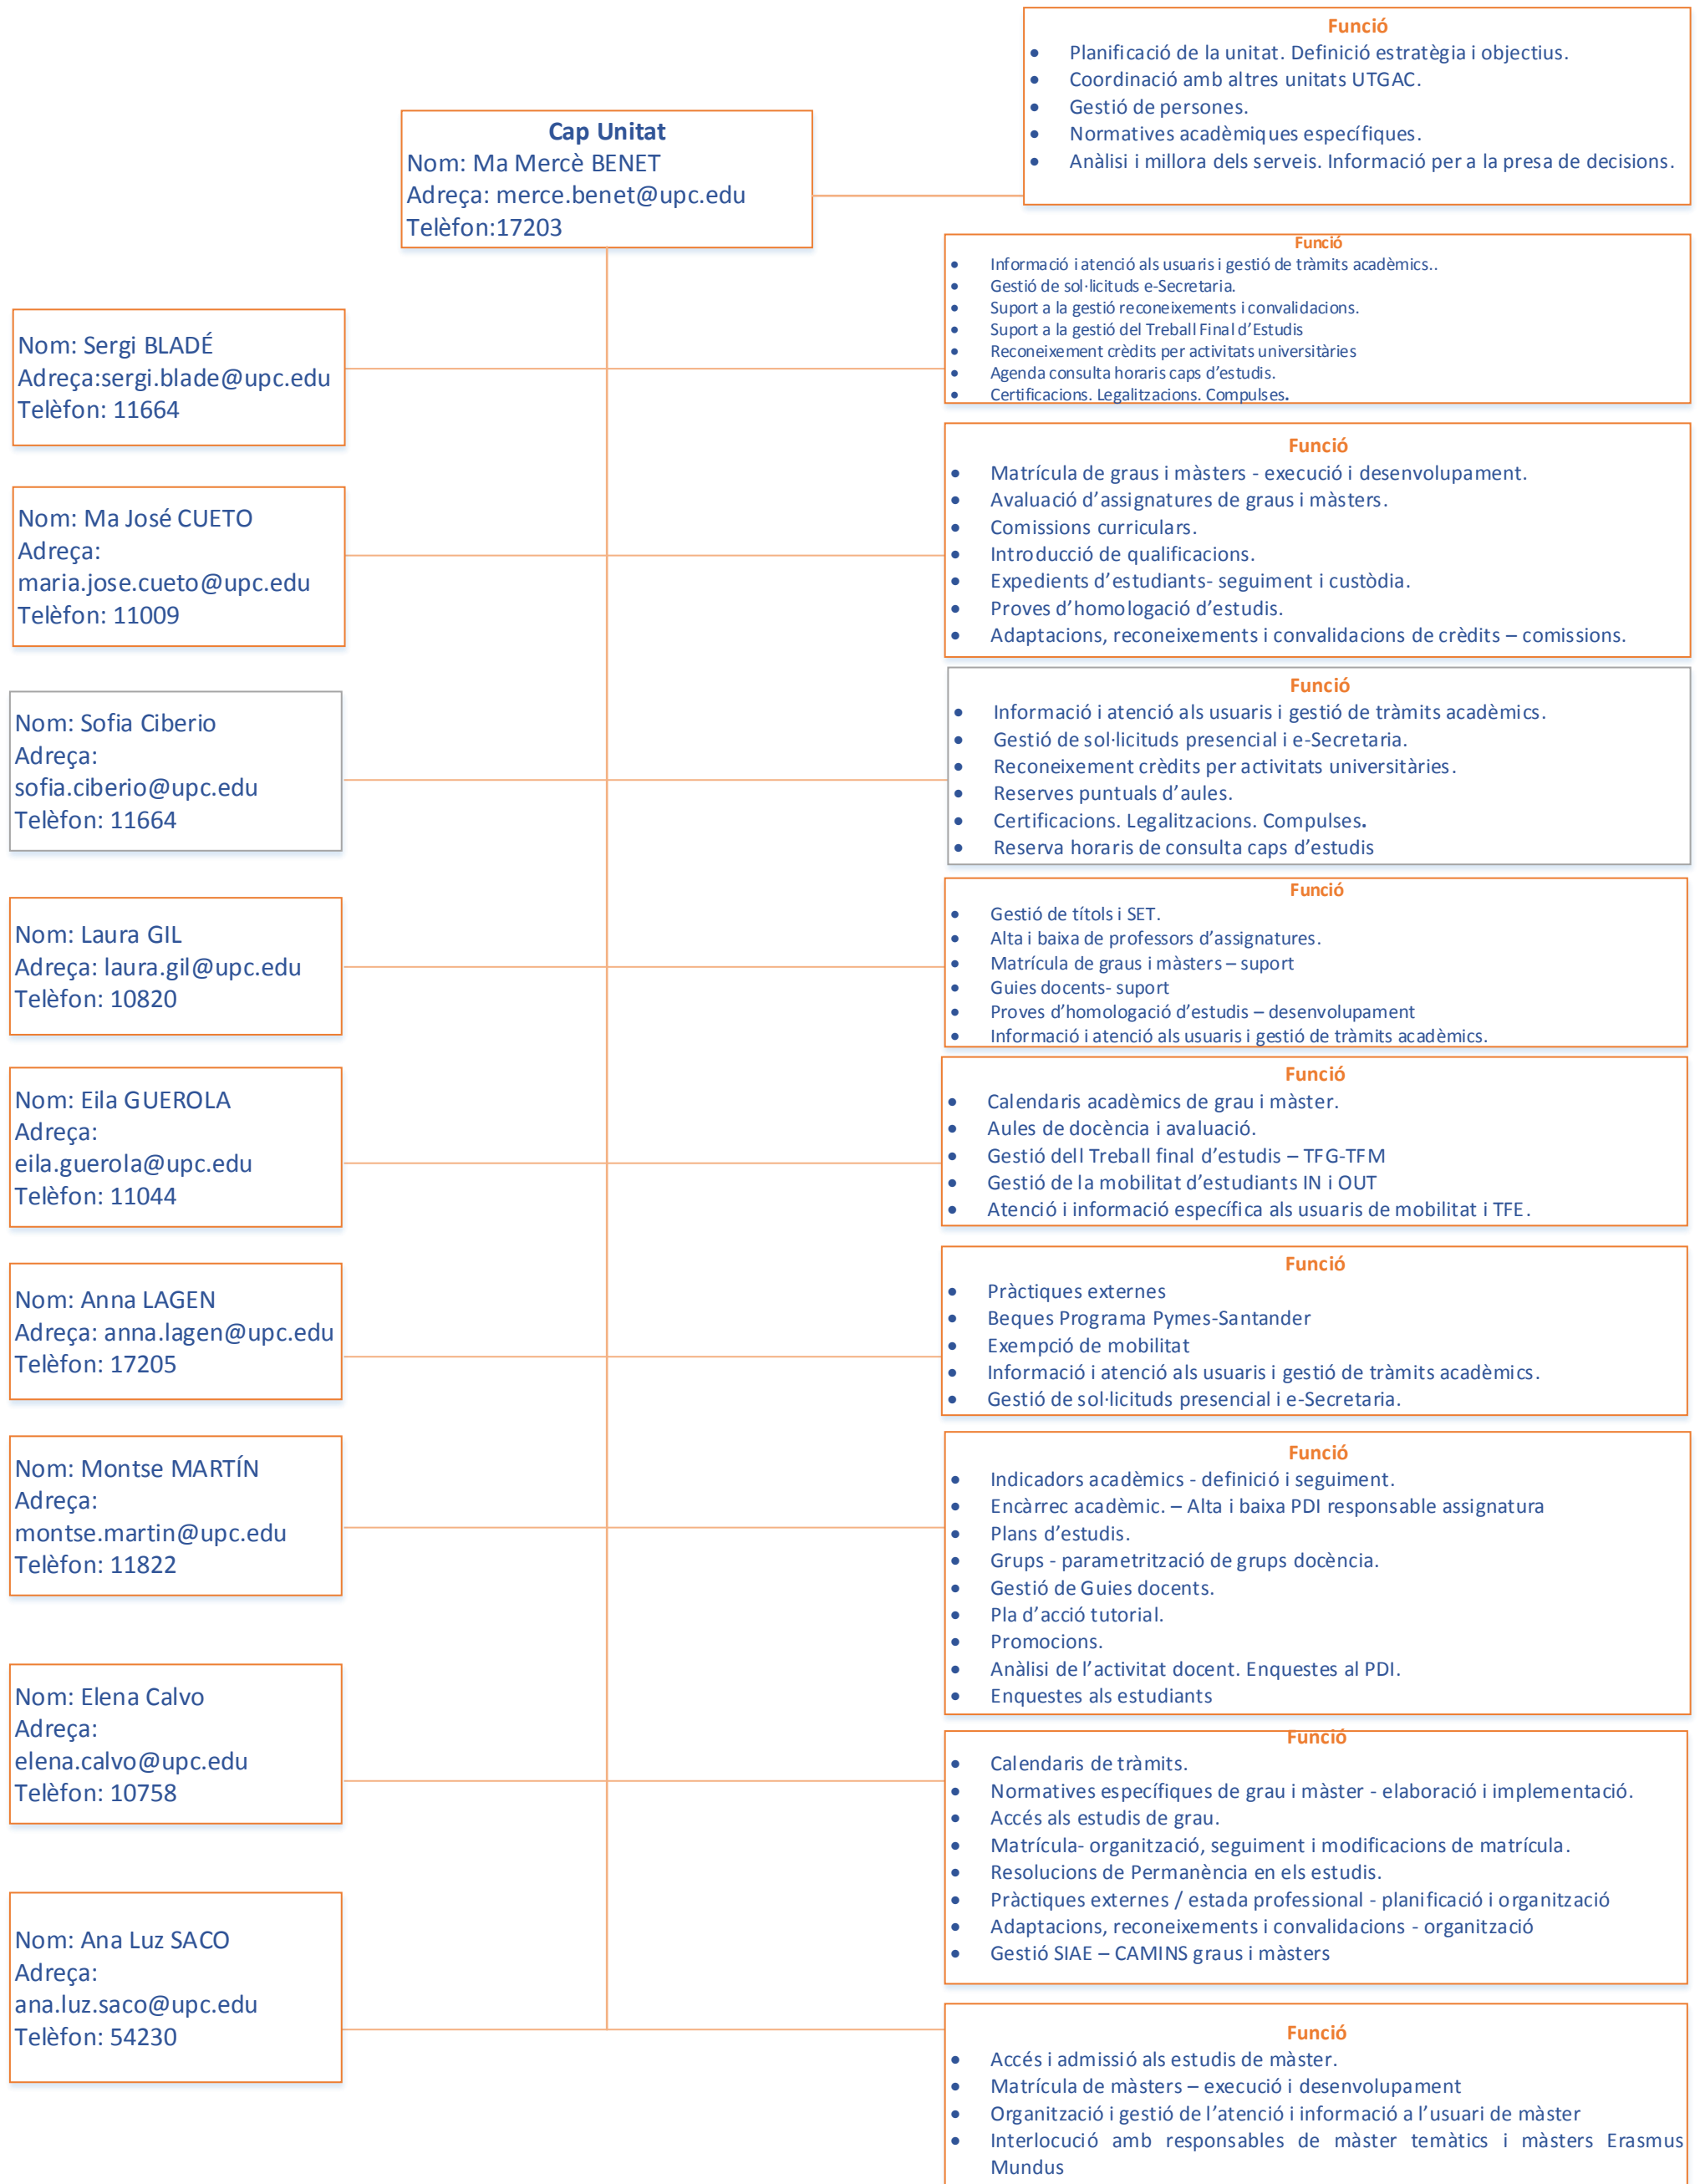 Funció
• Planificació de la unitat. Definició estratègia i objectius.
• Coordinació amb altres unitats UTGAC.
• Gestió de persones.
• Normatives acadèmiques específiques.
• Anàlisi i millora dels serveis. Informació per a la presa de decisions.
Cap Unitat
Nom: Ma Mercè BENET
Adreça: merce.benet@upc.edu
Telèfon:17203
Nom: Sergi BLADÉ
Adreça:sergi.blade@upc.edu
Telèfon: 11664
Funció
• Informació i atenció als usuaris i gestió de tràmits acadèmics..
• Gestió de sol·licituds e-Secretaria.
• Suport a la gestió reconeixements i convalidacions.
• Suport a la gestió del Treball Final d’Estudis
• Reconeixement crèdits per activitats universitàries
• Agenda consulta horaris caps d’estudis.
• Certificacions. Legalitzacions. Compulses.
Nom: Ma José CUETO
Adreça:
maria.jose.cueto@upc.edu
Telèfon: 11009
Funció
• Matrícula de graus i màsters - execució i desenvolupament.
• Avaluació d’assignatures de graus i màsters.
• Comissions curriculars.
• Introducció de qualificacions.
• Expedients d’estudiants- seguiment i custòdia.
• Proves d’homologació d’estudis.
• Adaptacions, reconeixements i convalidacions de crèdits – comissions.
Nom: Sofia Ciberio
Adreça:
sofia.ciberio@upc.edu
Telèfon: 11664
Funció
• Informació i atenció als usuaris i gestió de tràmits acadèmics.
• Gestió de sol·licituds presencial i e-Secretaria.
• Reconeixement crèdits per activitats universitàries.
• Reserves puntuals d’aules.
• Certificacions. Legalitzacions. Compulses.
• Reserva horaris de consulta caps d’estudis
Nom: Laura GIL
Adreça: laura.gil@upc.edu
Telèfon: 10820
Funció
• Gestió de títols i SET.
• Alta i baixa de professors d’assignatures.
• Matrícula de graus i màsters – suport
• Guies docents- suport
• Proves d’homologació d’estudis – desenvolupament
• Informació i atenció als usuaris i gestió de tràmits acadèmics.
Nom: Eila GUEROLA
Adreça:
eila.guerola@upc.edu
Telèfon: 11044
Funció
• Calendaris acadèmics de grau i màster.
• Aules de docència i avaluació.
• Gestió dell Treball final d’estudis – TFG-TFM
• Gestió de la mobilitat d’estudiants IN i OUT
• Atenció i informació específica als usuaris de mobilitat i TFE.
Nom: Anna LAGEN
Adreça: anna.lagen@upc.edu
Telèfon: 17205
Funció
• Pràctiques externes
• Beques Programa Pymes-Santander
• Exempció de mobilitat
• Informació i atenció als usuaris i gestió de tràmits acadèmics.
• Gestió de sol·licituds presencial i e-Secretaria.
Nom: Montse MARTÍN
Adreça:
montse.martin@upc.edu
Telèfon: 11822
Funció
• Indicadors acadèmics - definició i seguiment.
• Encàrrec acadèmic. – Alta i baixa PDI responsable assignatura
• Plans d’estudis.
• Grups - parametrització de grups docència.
• Gestió de Guies docents.
• Pla d’acció tutorial.
• Promocions.
• Anàlisi de l’activitat docent. Enquestes al PDI.
• Enquestes als estudiants
Nom: Elena Calvo
Adreça:
elena.calvo@upc.edu
Telèfon: 10758
Funció
• Calendaris de tràmits.
• Normatives específiques de grau i màster - elaboració i implementació.
• Accés als estudis de grau.
• Matrícula- organització, seguiment i modificacions de matrícula.
• Resolucions de Permanència en els estudis.
• Pràctiques externes / estada professional - planificació i organització
• Adaptacions, reconeixements i convalidacions - organització
• Gestió SIAE – CAMINS graus i màsters
Nom: Ana Luz SACO
Adreça:
ana.luz.saco@upc.edu
Telèfon: 54230
Funció
• Accés i admissió als estudis de màster.
• Matrícula de màsters – execució i desenvolupament
• Organització i gestió de l’atenció i informació a l’usuari de màster
• Interlocució amb responsables de màster temàtics i màsters Erasmus
Mundus